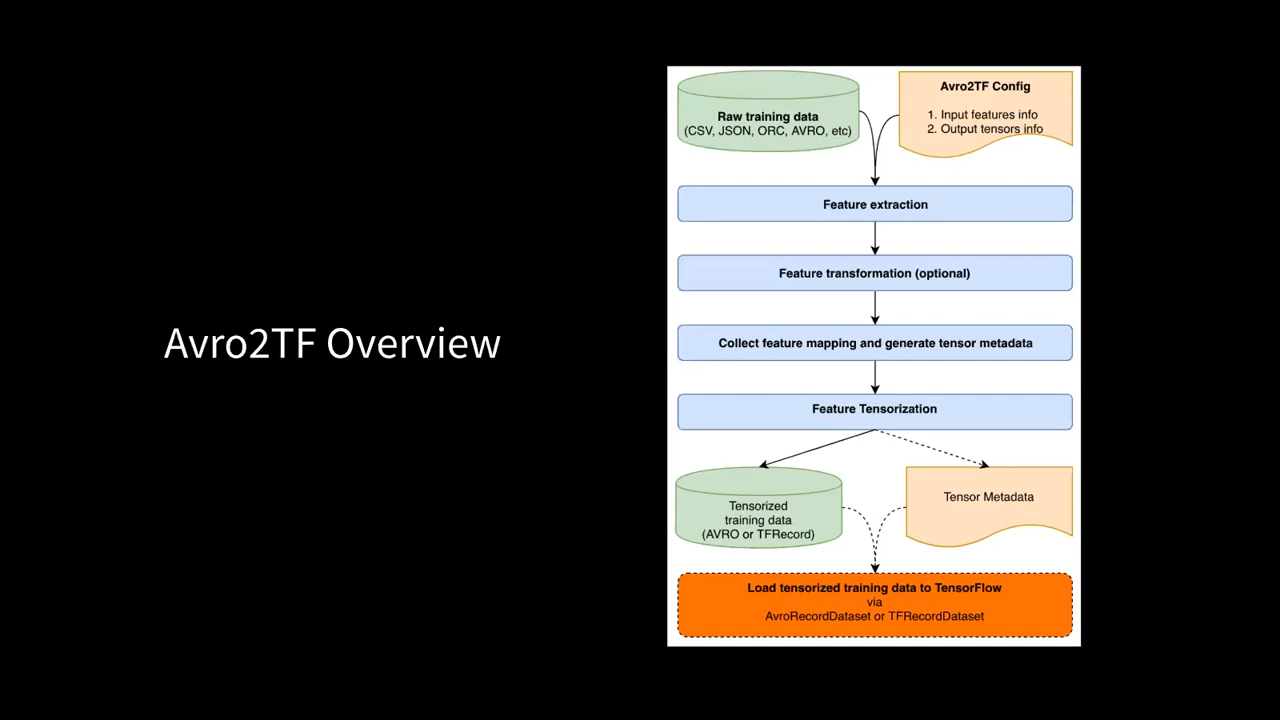 Avro2TF Overview
Raw training data
(CSV, JSON, ORC, AVRO, etc)
Avro2TF Config
1. Input features info
2. Output tensors info
Feature extraction
Feature transformation (optional)
Collect feature mapping and generate tensor metadata
Feature Tensorization
Tensorized
training data
(AVRO or TFRecord)
Tensor Metadata
Load tensorized training data to TensorFlow
via
AvroRecordDataset or TFRecordDataset